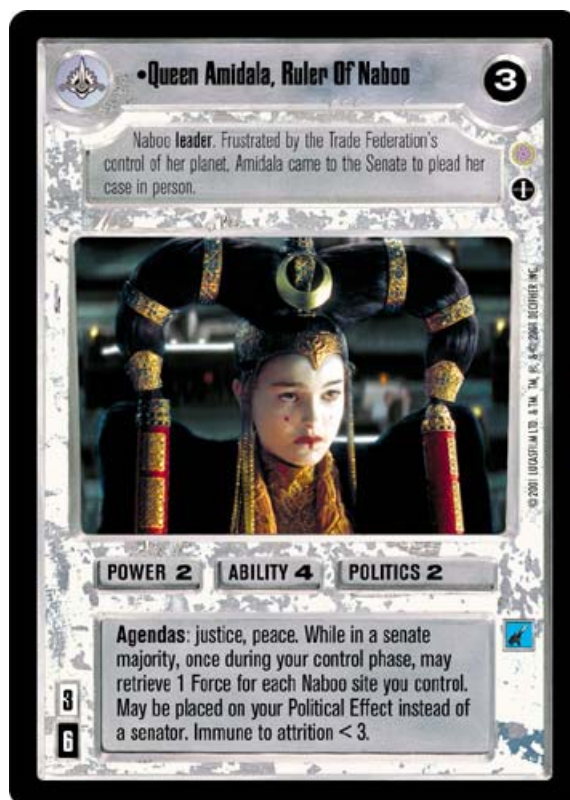 •Queen Amidala, Ruler Of Naboo
3
Naboo leader. Frustrated by the Trade Federation's
control of her planet, Amidala came to the Senate to plead her
case in person.
I
POWER 2
ABILITY 4
POLITICS 2
Agendas: justice, peace. While in a senate
majority, once during your control phase, may
retrieve 1 Force for each Naboo site you control.
May be placed on your Political Effect instead of
a senator. Immune to attrition < 3.
3
6
© 2001 LUCASFILM LTD. & TM, TM, ®, & © 2001 DECIPHER INC.